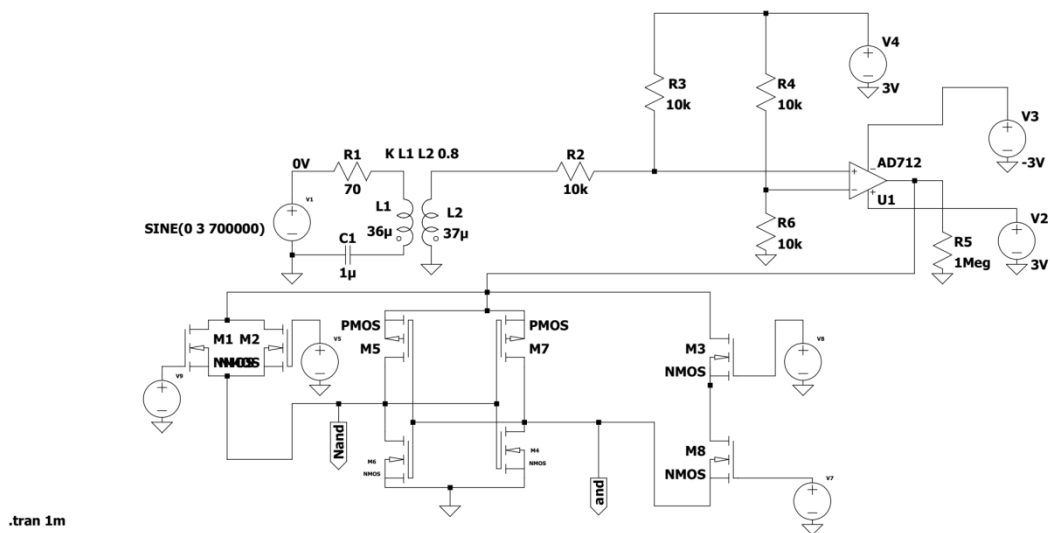 V4
3V
R3
10k
R4
10k
V3
-3V
AD712
U1
K L1 L2 0.8
0V
R1
70
R2
10k
V1
L1
36µ
L2
37µ
SINE(0 3 700000)
C1
1µ
R6
10k
V2
3V
R5
1Meg
PMOS
M5
PMOS
M7
M1
M2
NMOS
NMOS
V5
V9
M3
NMOS
V8
Nand
M6
NMOS
M4
NMOS
and
M8
NMOS
V7
.tran 1m